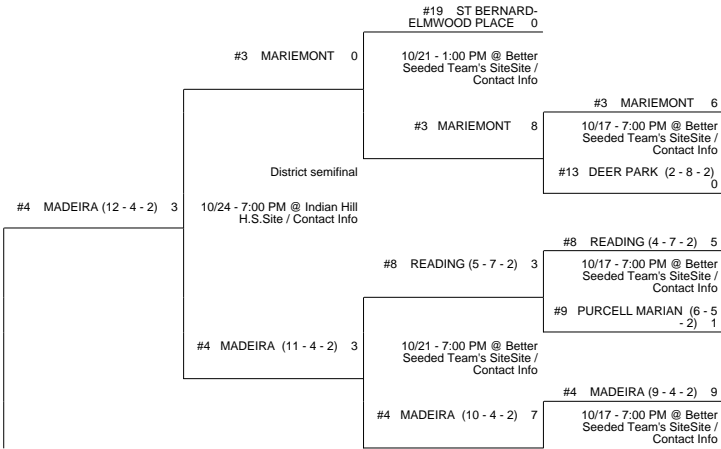 #19 ST BERNARD-
ELMWOOD PLACE 0
#3 MARIEMONT 0
10/21 - 1:00 PM @ Better
Seeded Team's SiteSite /
Contact Info
#3 MARIEMONT 6
#3 MARIEMONT 8
10/17 - 7:00 PM @ Better
Seeded Team's SiteSite /
Contact Info
District semifinal
#13 DEER PARK (2 - 8 - 2)
0
#4 MADEIRA (12 - 4 - 2) 3
10/24 - 7:00 PM @ Indian Hill
H.S.Site / Contact Info
#8 READING (4 - 7 - 2) 5
#8 READING (5 - 7 - 2) 3
10/17 - 7:00 PM @ Better
Seeded Team's SiteSite /
Contact Info
#9 PURCELL MARIAN (6 - 5
- 2) 1
#4 MADEIRA (11 - 4 - 2) 3
10/21 - 7:00 PM @ Better
Seeded Team's SiteSite /
Contact Info
#4 MADEIRA (9 - 4 - 2) 9
#4 MADEIRA (10 - 4 - 2) 7
10/17 - 7:00 PM @ Better
Seeded Team's SiteSite /
Contact Info